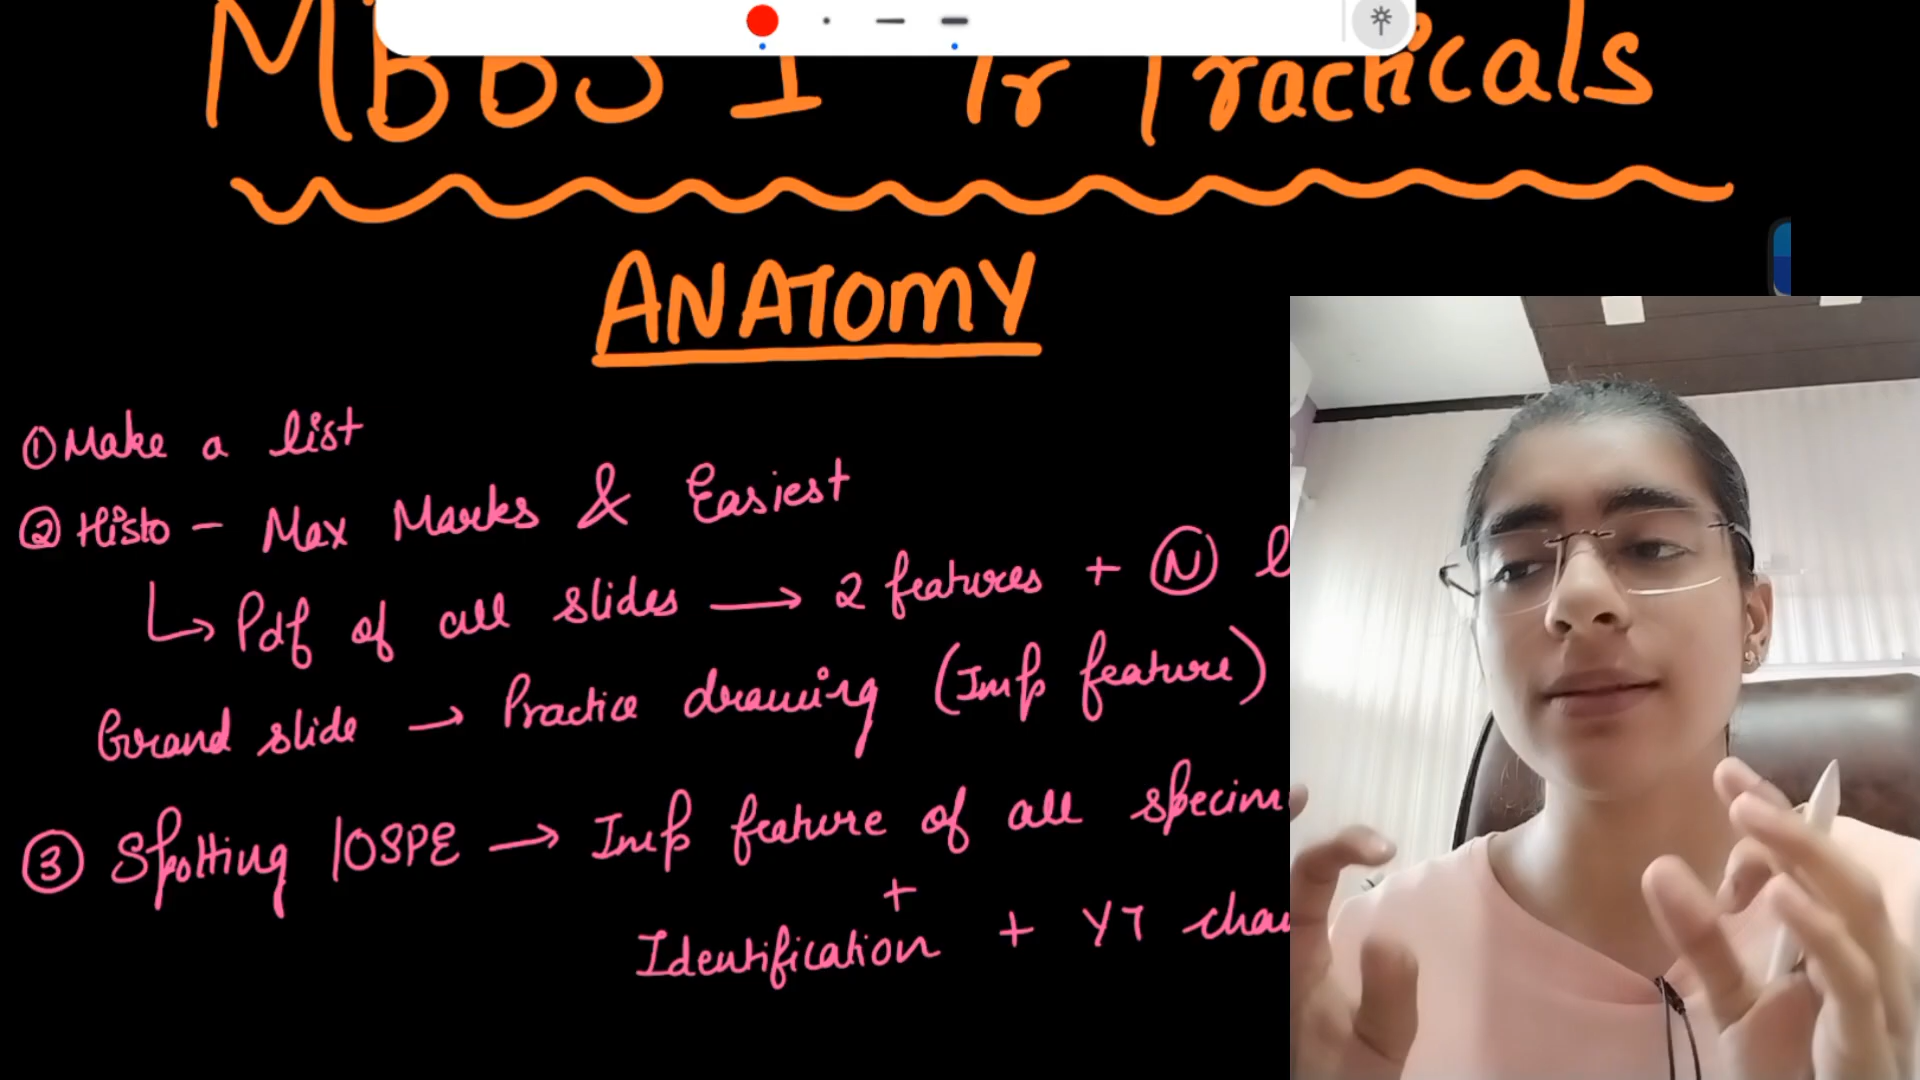 MBBS I Yr Practicals
ANATOMY
① Make a list
② Histo - Max Marks & Easiest
↳ Pdf of all slides → 2 features + Ⓝ
Grand slide → Practice drawing (Imp feature)
③ Spotting /OSPE → Imp feature of all specim
+
Identification + YT